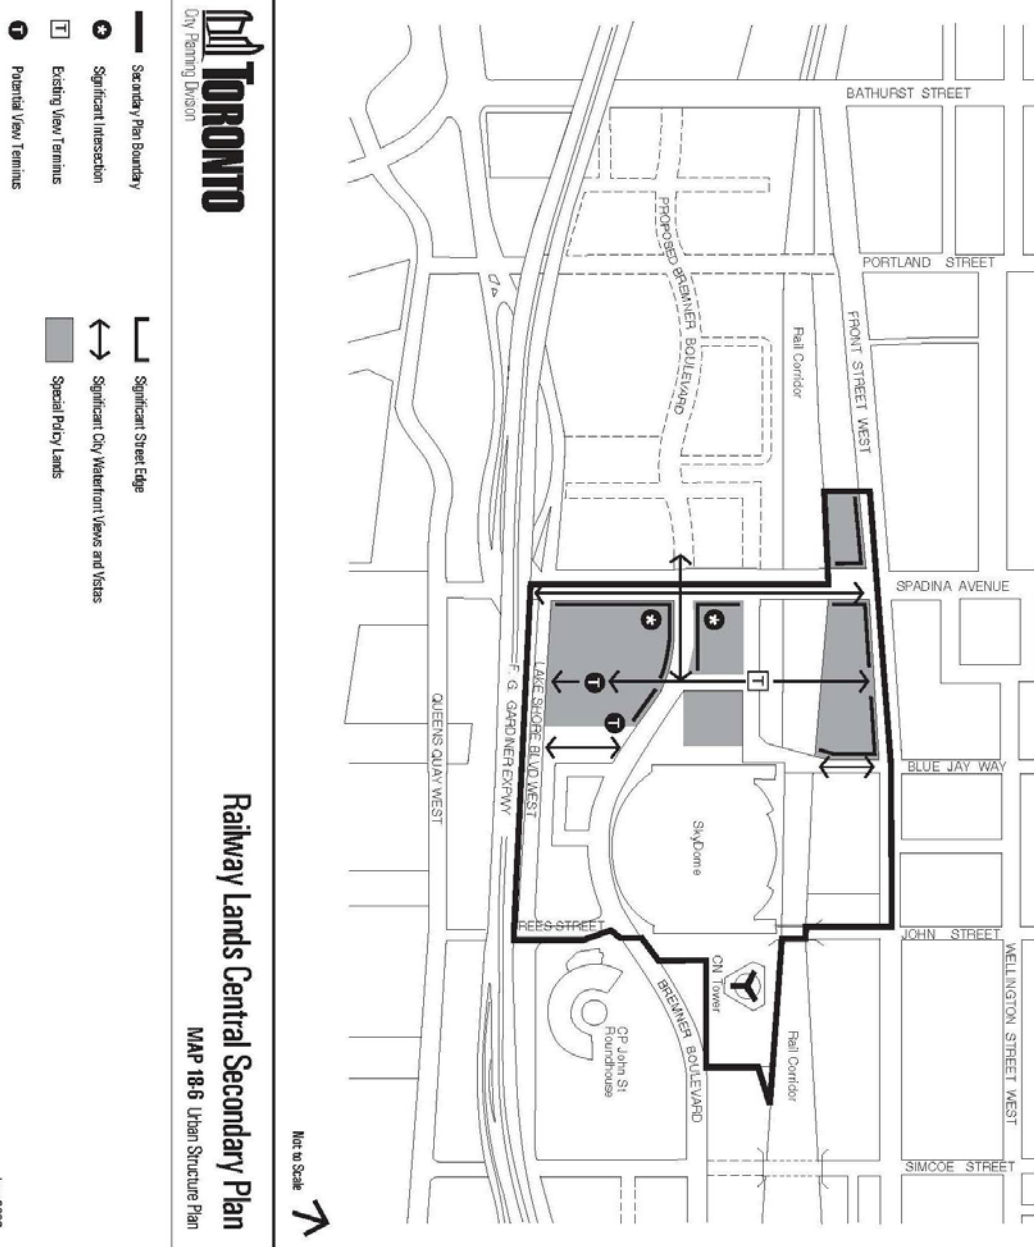 BATHURST STREET
PORTLAND STREET
SPADINA AVENUE
BLUE JAY WAY
JOHN STREET
SIMCOE STREET
WELLINGTON STREET WEST
FRONT STREET WEST
Rail Corridor
Rail Corridor
PROPOSED BREMNER BOULEVARD
T
*
*
T
T
SkyDome
CN Tower
BREMNER BOULEVARD
CP John St
Roundhouse
REES STREET
LAKE SHORE BLVD WEST
F. G. GARDINER EXPWY
QUEENS QUAY WEST
TORONTO
City Planning Division
Railway Lands Central Secondary Plan
MAP 18-6 Urban Structure Plan
Not to Scale
Secondary Plan Boundary
* Significant Intersection
T Existing View Terminus
T Potential View Terminus
Significant Street Edge
Significant City Waterfront Views and Vistas
Special Policy Lands